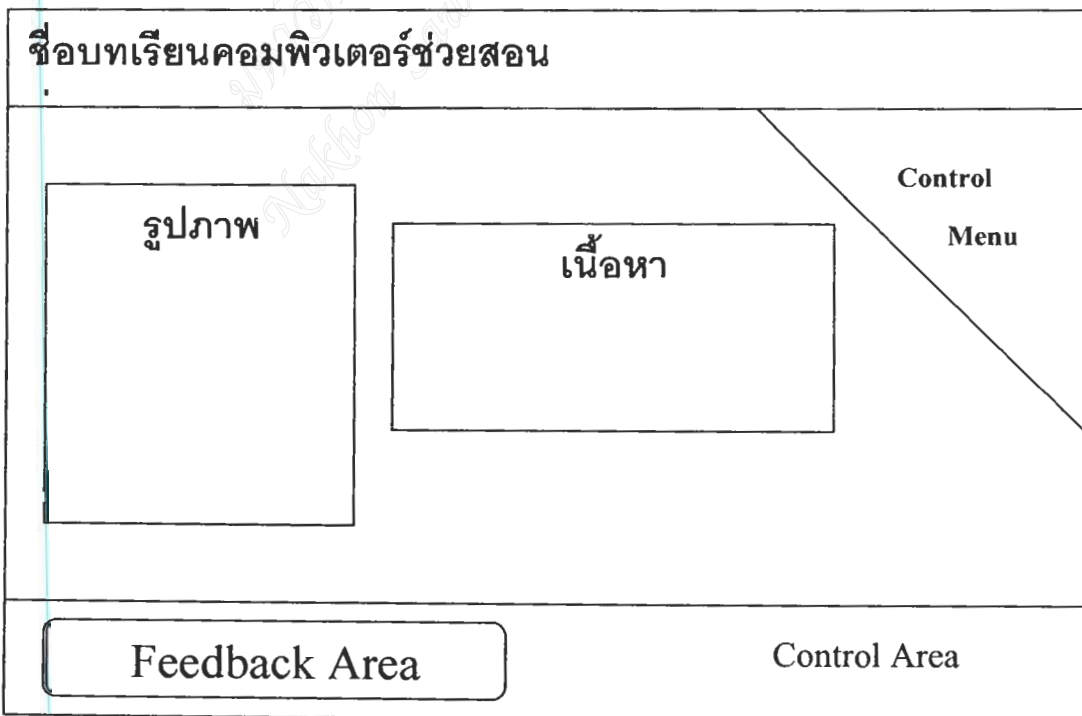 ชื่อบทเรียนคอมพิวเตอร์ช่วยสอน
Control
Menu
รูปภาพ
เนื้อหา
Feedback Area
Control Area
Nakhon